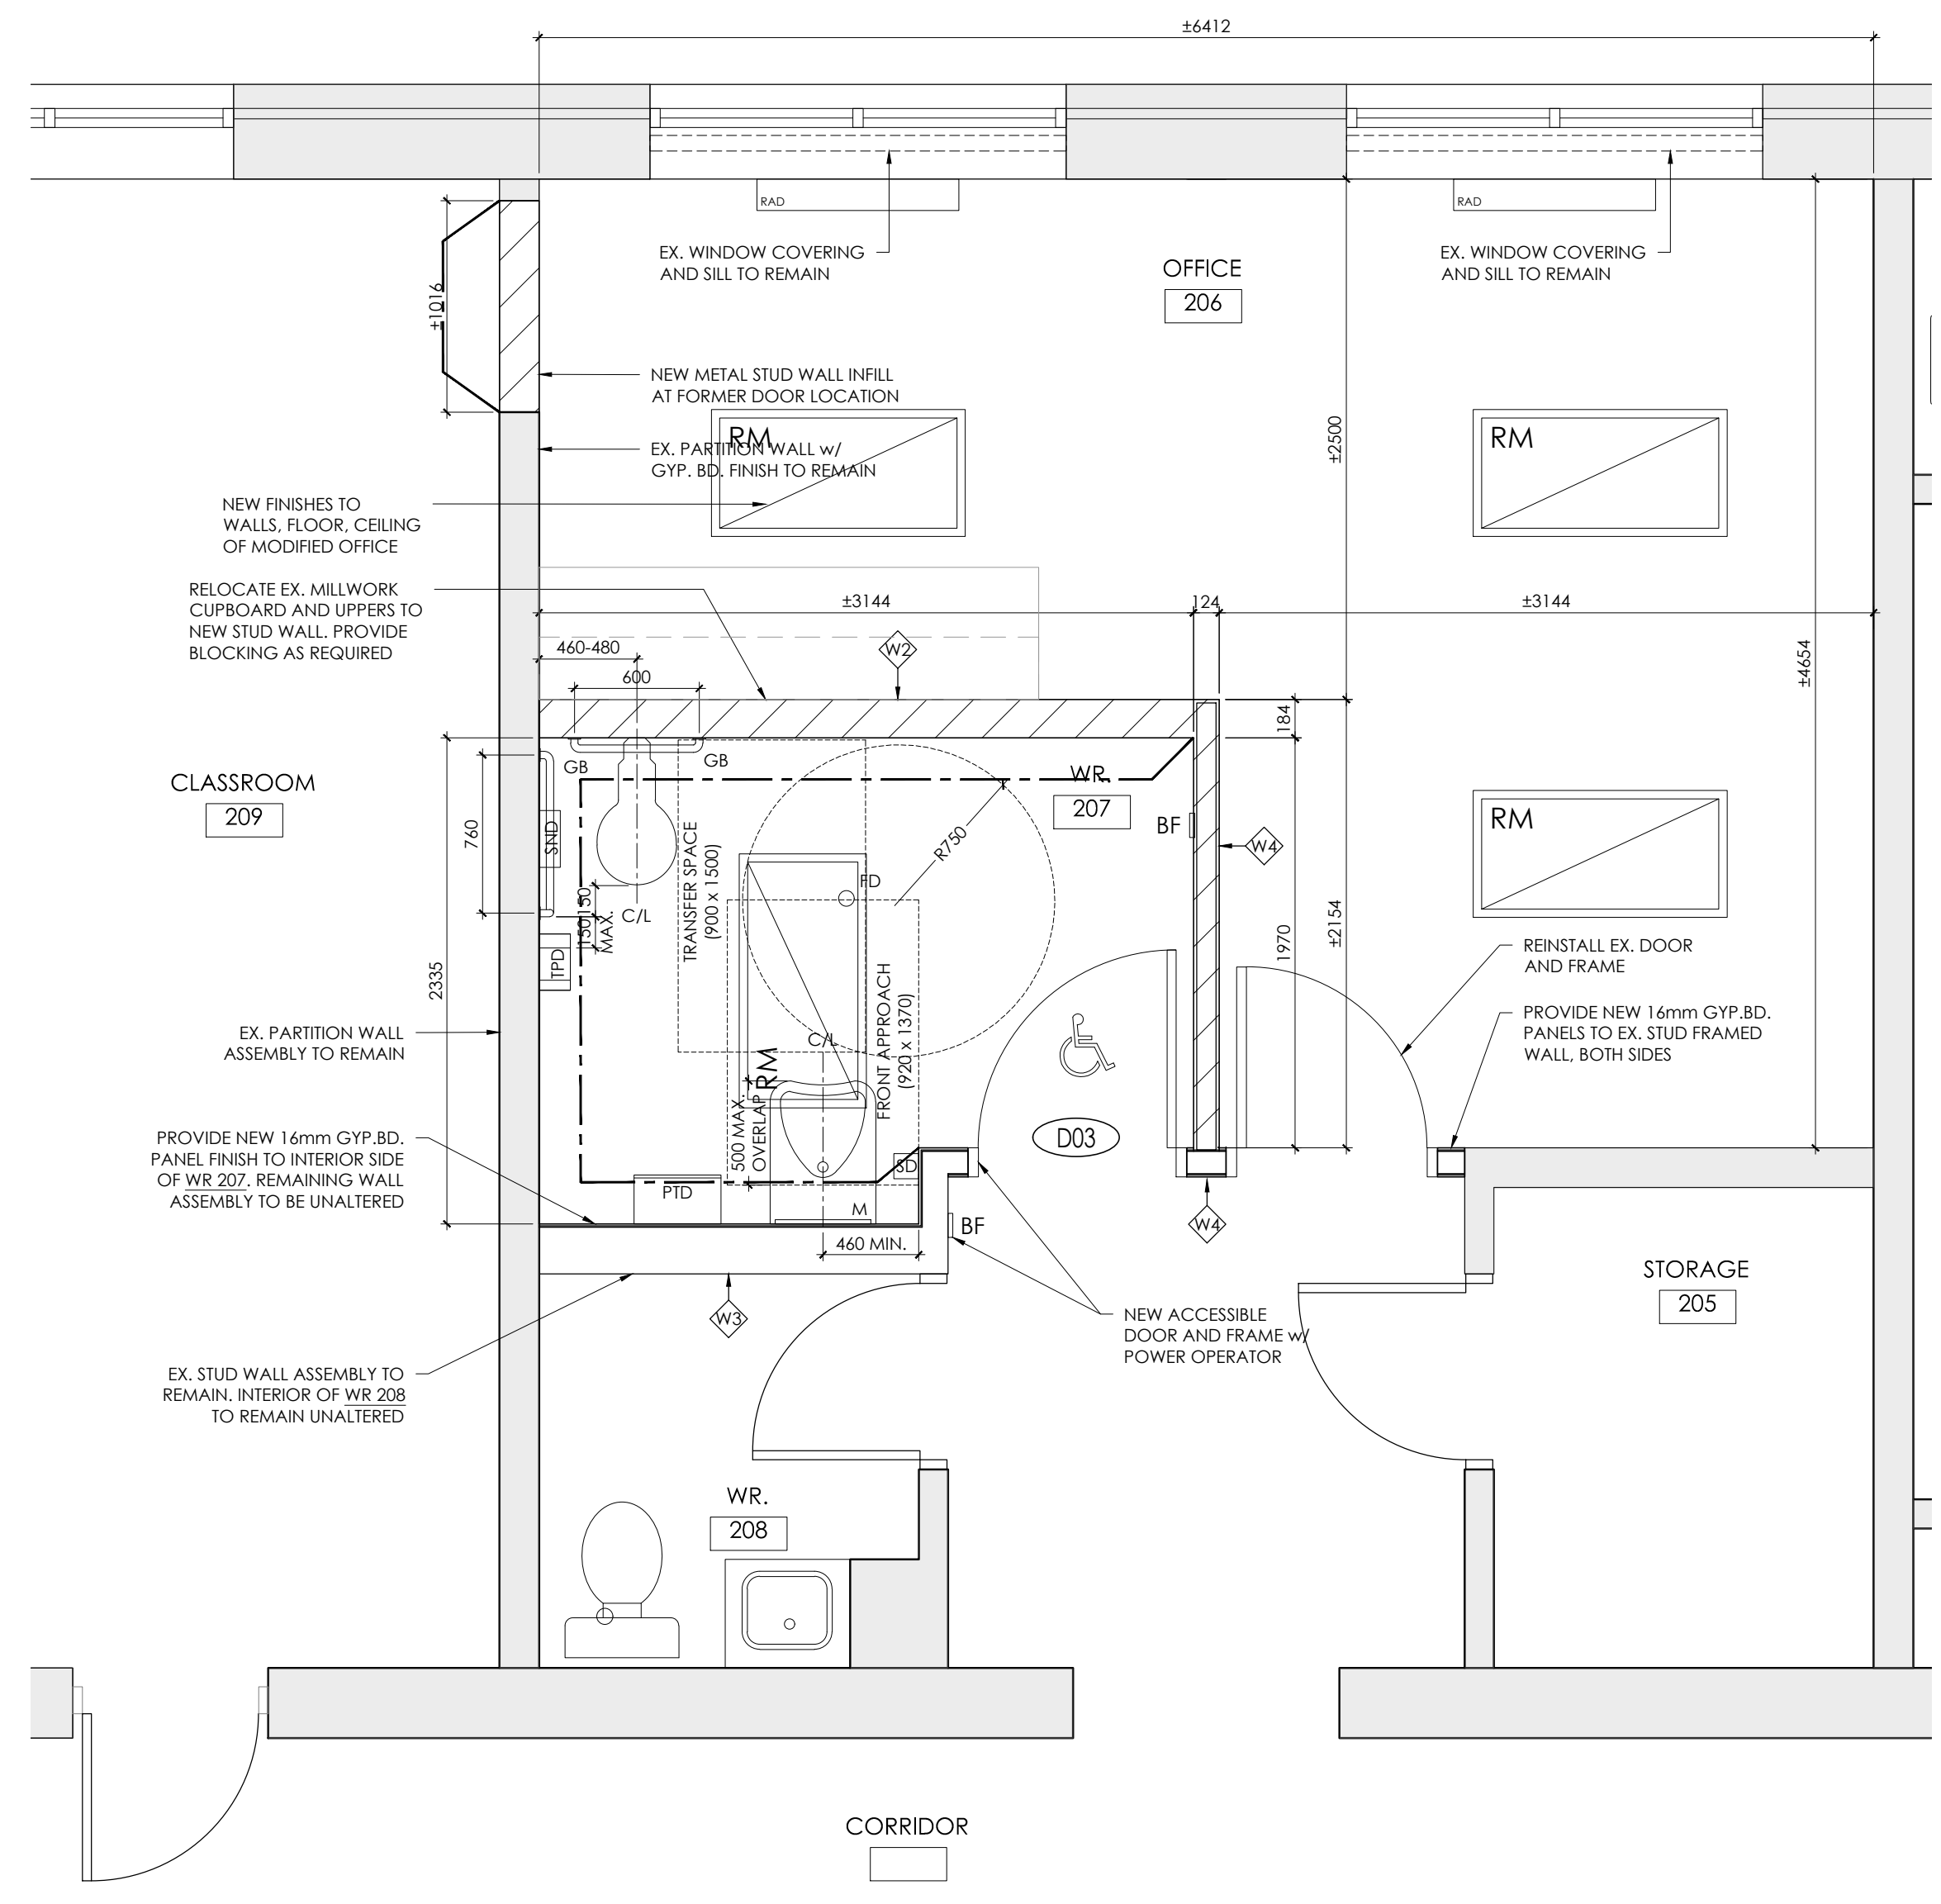 ±6412
RAD
RAD
EX. WINDOW COVERING
AND SILL TO REMAIN
EX. WINDOW COVERING
AND SILL TO REMAIN
OFFICE
206
±1016
NEW METAL STUD WALL INFILL
AT FORMER DOOR LOCATION
RM
RM
EX. PARTITION WALL w/
GYP. BD. FINISH TO REMAIN
±2500
NEW FINISHES TO
WALLS, FLOOR, CEILING
OF MODIFIED OFFICE
RELOCATE EX. MILLWORK
CUPBOARD AND UPPERS TO
NEW STUD WALL. PROVIDE
BLOCKING AS REQUIRED
±3144
124
±3144
460-480
W2
600
±4654
184
GB
GB
WR.
207
CLASSROOM
209
760
SND
BF
R750
W4
RM
TRANSFER SPACE
(900 x 1500)
FD
150
150
MAX.
C/L
TPD
2335
1970
±2154
REINSTALL EX. DOOR
AND FRAME
FRONT APPROACH
(920 x 1370)
PROVIDE NEW 16mm GYP.BD.
PANELS TO EX. STUD FRAMED
WALL, BOTH SIDES
EX. PARTITION WALL
ASSEMBLY TO REMAIN
C/L
RM
500 MAX.
OVERLAP
D03
PROVIDE NEW 16mm GYP.BD.
PANEL FINISH TO INTERIOR SIDE
OF WR 207. REMAINING WALL
ASSEMBLY TO BE UNALTERED
SD
PTD
M
BF
W4
460 MIN.
STORAGE
205
W3
NEW ACCESSIBLE
DOOR AND FRAME w/
POWER OPERATOR
EX. STUD WALL ASSEMBLY TO
REMAIN. INTERIOR OF WR 208
TO REMAIN UNALTERED
WR.
208
CORRIDOR